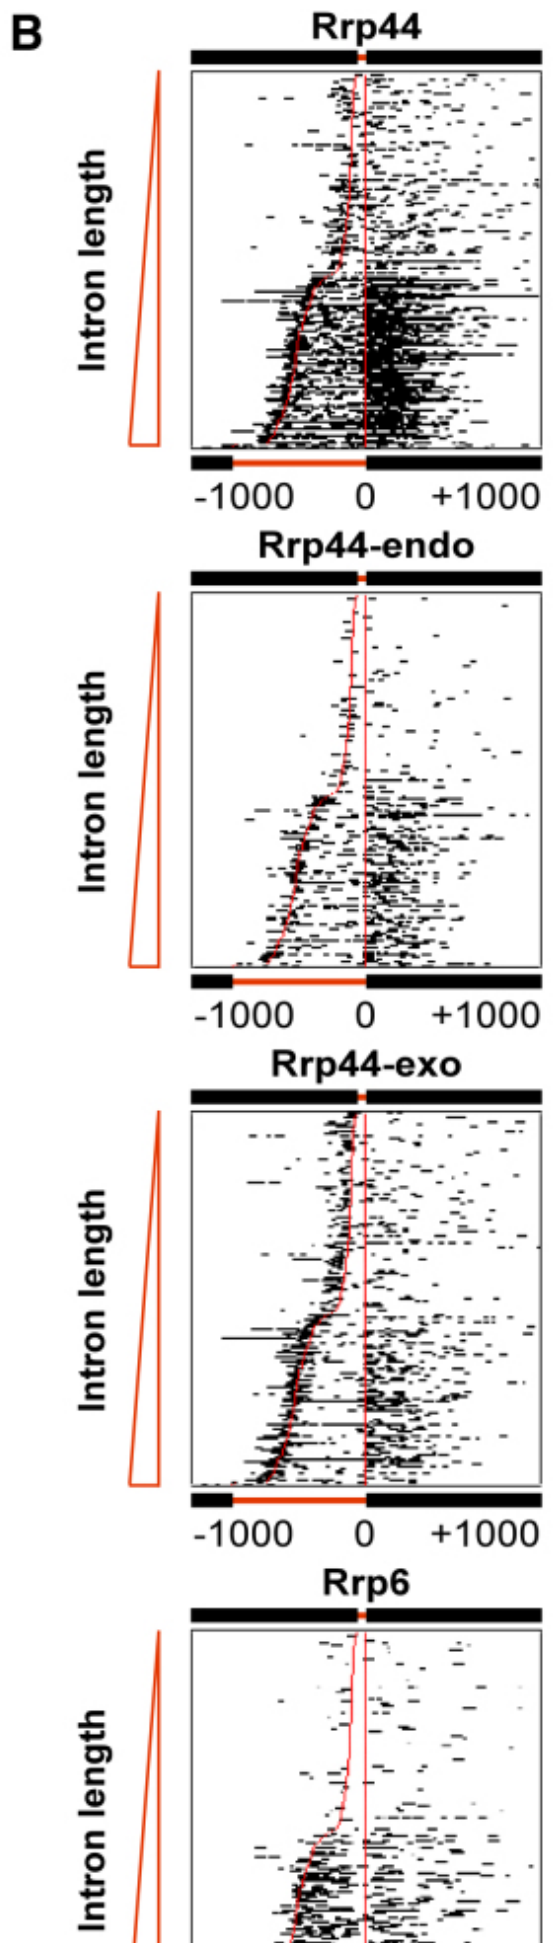 B
Rrp44
Intron length
-1000 0 +1000
Rrp44-endo
Intron length
-1000 0 +1000
Rrp44-exo
Intron length
-1000 0 +1000
Rrp6
Intron length